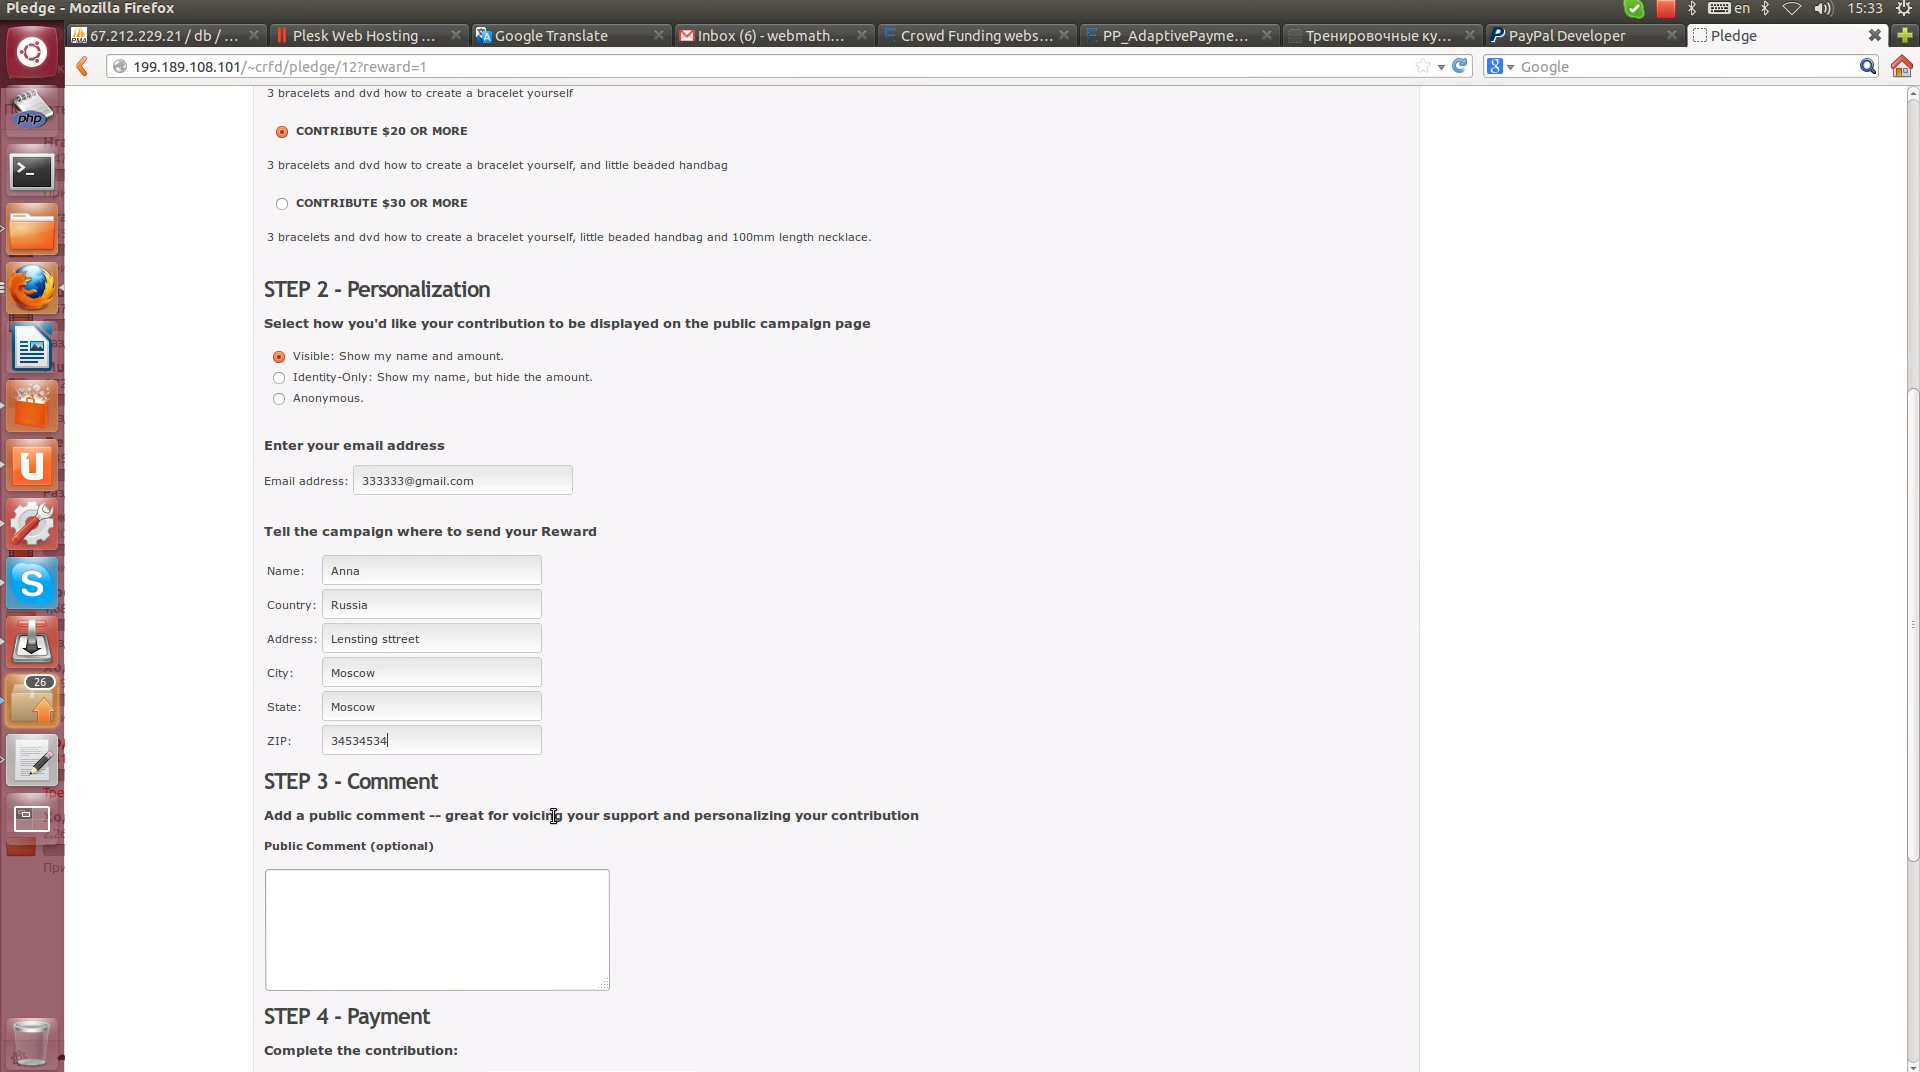 Pledge - Mozilla Firefox
en
15:33
67.212.229.21 / db / ...
Plesk Web Hosting ...
Google Translate
Inbox (6) - webmath...
Crowd Funding webs...
PP_AdaptivePayme...
Тренировочные ку...
PayPal Developer
Pledge
199.189.108.101/~crfd/pledge/12?reward=1
Google
3 bracelets and dvd how to create a bracelet yourself
CONTRIBUTE $20 OR MORE
3 bracelets and dvd how to create a bracelet yourself, and little beaded handbag
CONTRIBUTE $30 OR MORE
3 bracelets and dvd how to create a bracelet yourself, little beaded handbag and 100mm length necklace.
STEP 2 - Personalization
Select how you'd like your contribution to be displayed on the public campaign page
Visible: Show my name and amount.
Identity-Only: Show my name, but hide the amount.
Anonymous.
Enter your email address
Email address: 333333@gmail.com
Tell the campaign where to send your Reward
Name: Anna
Country: Russia
Address: Lensting sttreet
City: Moscow
State: Moscow
ZIP: 34534534
STEP 3 - Comment
Add a public comment -- great for voicing your support and personalizing your contribution
Public Comment (optional)
STEP 4 - Payment
Complete the contribution:
php
26